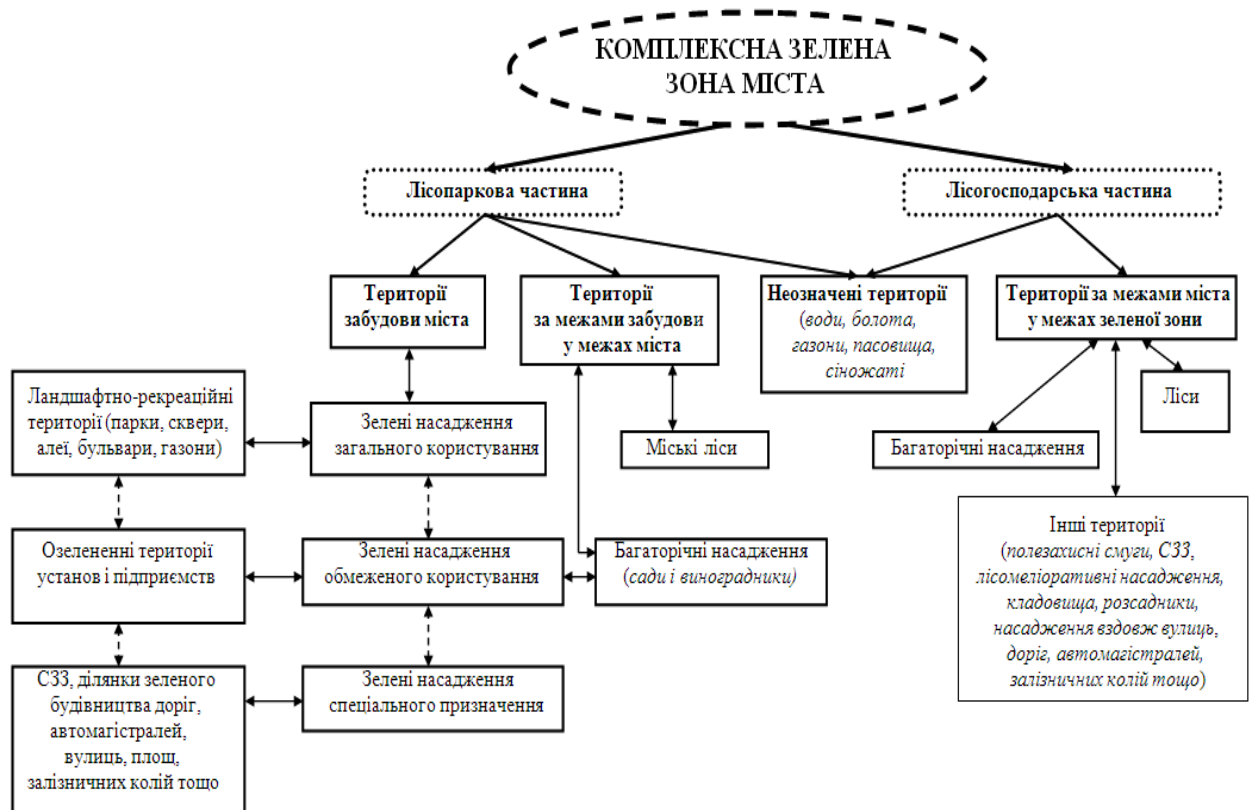 КОМПЛЕКСНА ЗЕЛЕНА
ЗОНА МІСТА
Лісопаркова частина
Лісогосподарська частина
Території
забудови міста
Території
за межами забудови
у межах міста
Неозначені території
(води, болота,
газони, пасовища,
сіножаті)
Території за межами міста
у межах зеленої зони
Ландшафтно-рекреаційні
території (парки, сквери,
алеї, бульвари, газони)
Зелені насадження
загального користування
Міські ліси
Багаторічні насадження
Ліси
Озелененні території
установ і підприємств
Зелені насадження
обмеженого користування
Багаторічні насадження
(сади і виноградники)
Інші території
(полезахисні смуги, СЗЗ,
лісомеліоративні насадження,
кладовища, розсадники,
насадження вздовж вулиць,
доріг, автомагістралей,
залізничних колій тощо)
СЗЗ, ділянки зеленого
будівництва доріг,
автомагістралей,
вулиць, площ,
залізничних колій тощо
Зелені насадження
спеціального призначення